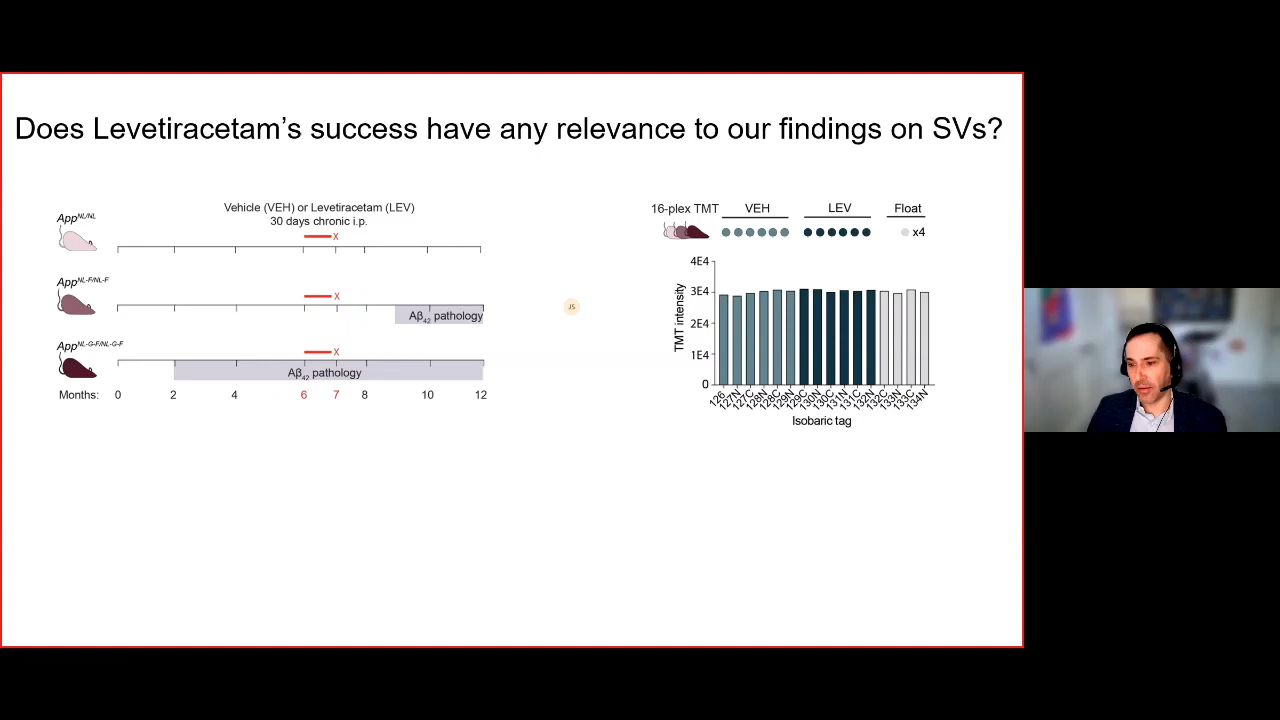 Does Levetiracetam's success have any relevance to our findings on SVs?
Vehicle (VEH) or Levetiracetam (LEV)
30 days chronic i.p.
App^NL/NL
X
App^NL-F/NL-F
X
Aβ42 pathology
App^NL-G-F/NL-G-F
X
Aβ42 pathology
Months: 0 2 4 6 7 8 10 12
JS
16-plex TMT VEH LEV Float
x4
TMT intensity
4E4
3E4
2E4
1E4
0
126 127N 127C 128N 128C 129N 129C 130N 130C 131N 131C 132N 132C 133N 133C 134N
Isobaric tag